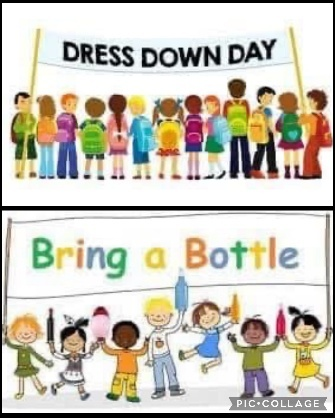 DRESS DOWN DAY
Bring a Bottle
PIC•COLLAGE